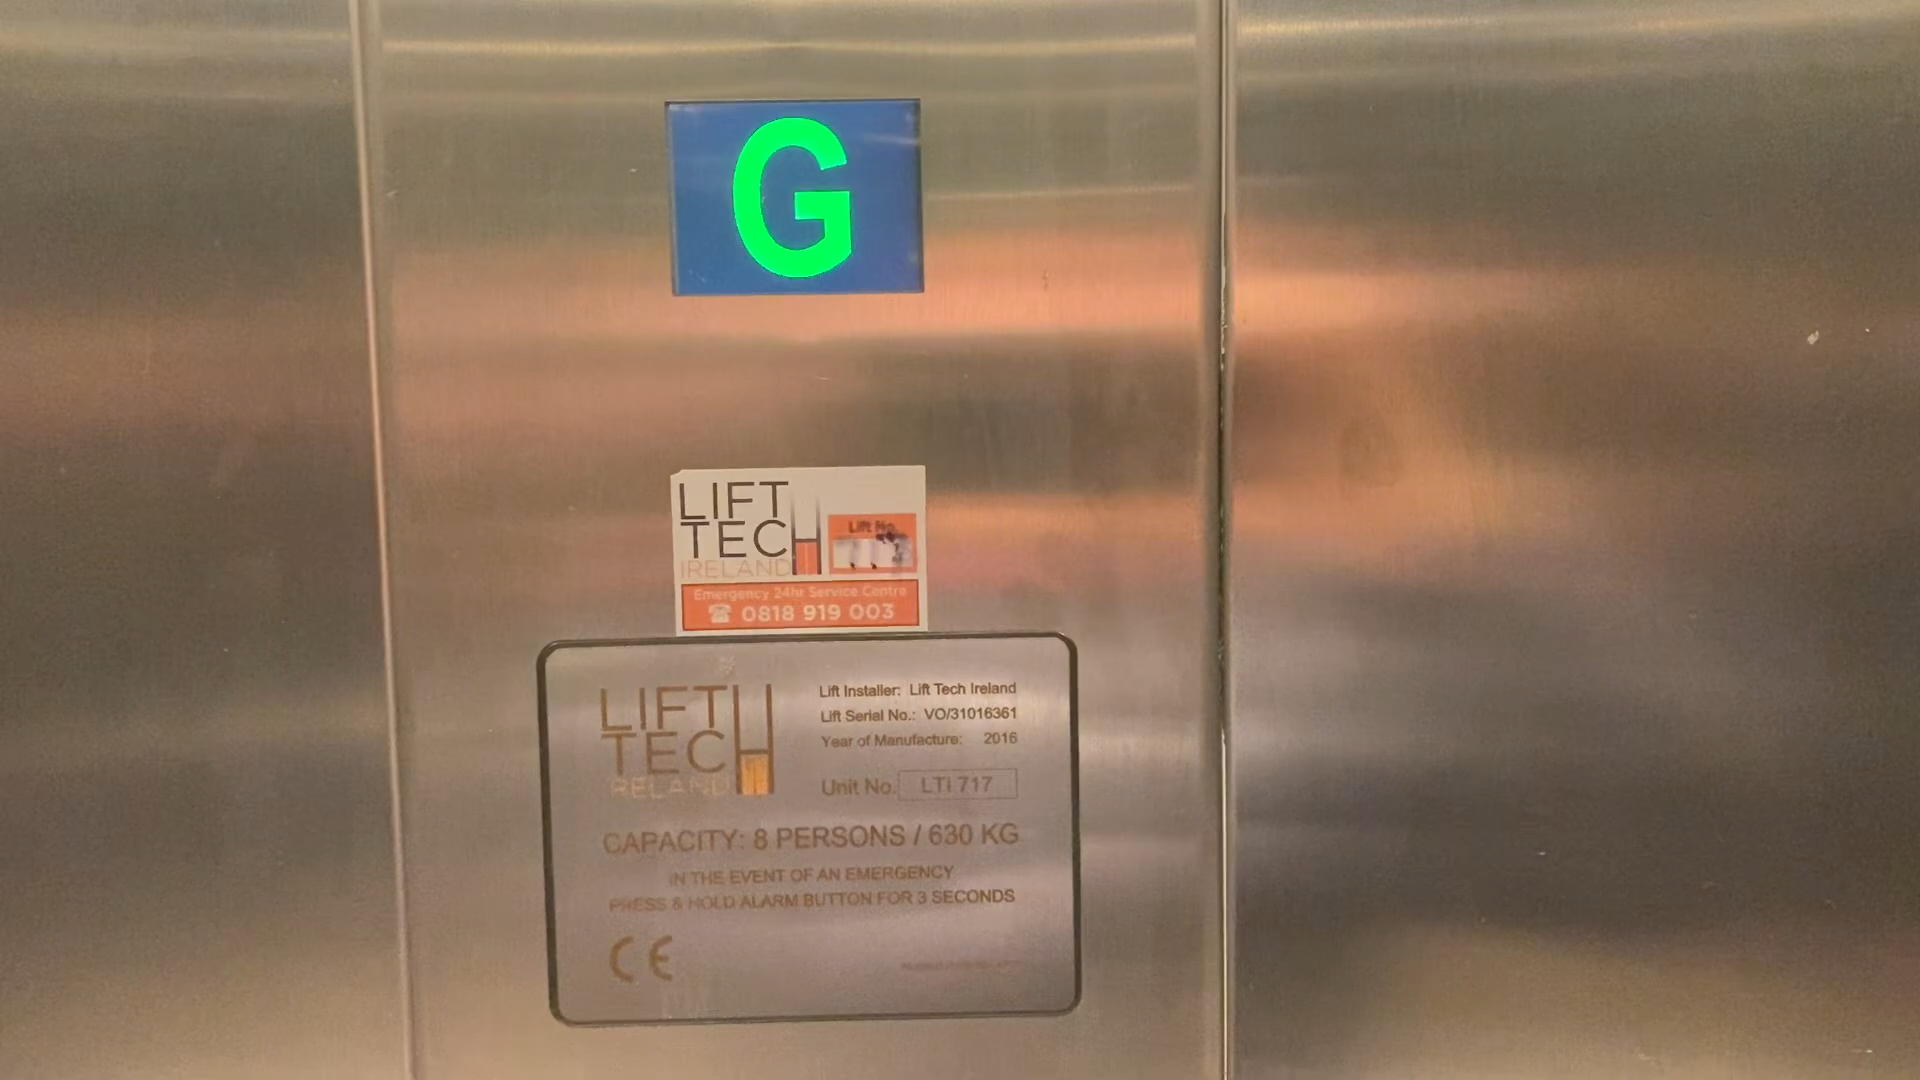 G
LIFT
TECH
IRELAND
Lift No.
Emergency 24hr Service Centre
0818 919 003
LIFT
TECH
IRELAND
Lift Installer: Lift Tech Ireland
Lift Serial No.: VO/31016361
Year of Manufacture: 2016
Unit No. LTi 717
CAPACITY: 8 PERSONS / 630 KG
IN THE EVENT OF AN EMERGENCY
PRESS & HOLD ALARM BUTTON FOR 3 SECONDS
CE